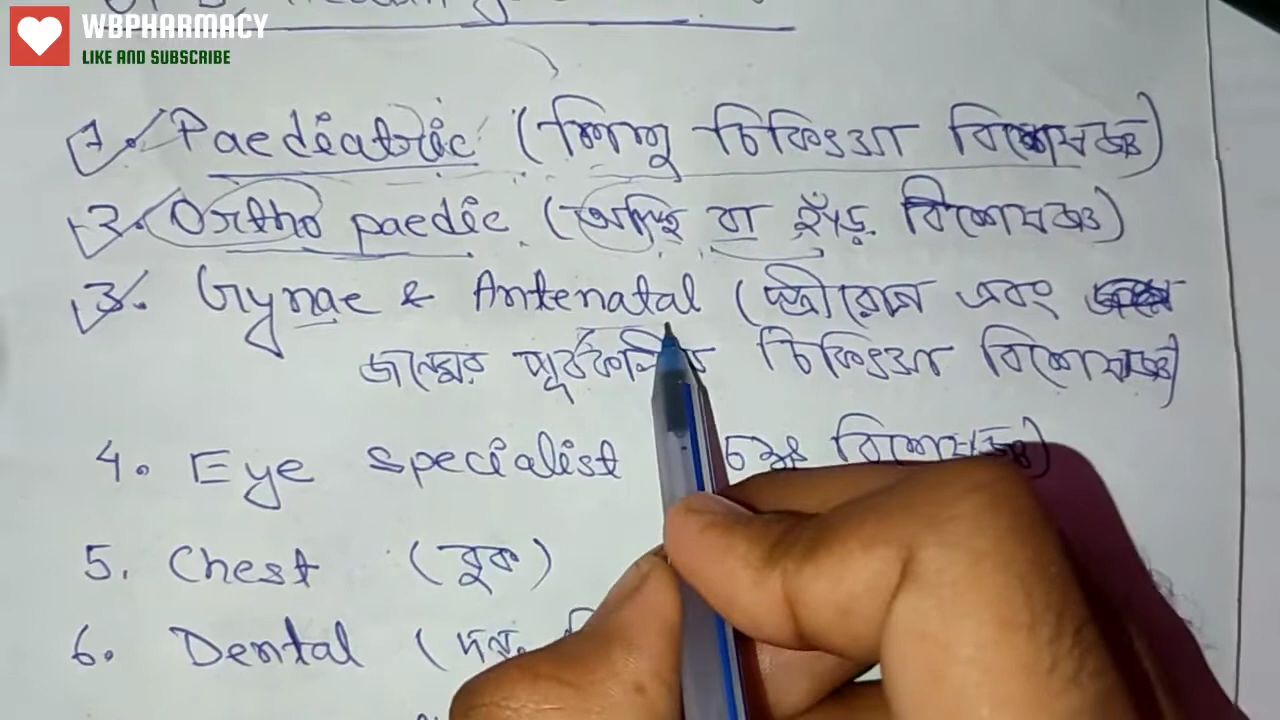 WBPHARMACY
LIKE AND SUBSCRIBE
1. Paediatric (শিশু চিকিৎসা বিশেষজ্ঞ)
2. Ortho paedic (অস্থি বা হাঁড় বিশেষজ্ঞ)
3. Gynae & Antenatal (স্ত্রীরোগ এবং
জন্মের পূর্বকালীন চিকিৎসা বিশেষজ্ঞ)
4. Eye specialist চক্ষু বিশেষজ্ঞ)
5. Chest (বুক)
6. Dental (দন্ত